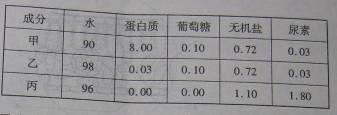 成分 水 蛋白质 葡萄糖 无机盐 尿素
甲 90 8.00 0.10 0.72 0.03
乙 98 0.03 0.10 0.72 0.03
丙 96 0.00 0.00 1.10 1.80